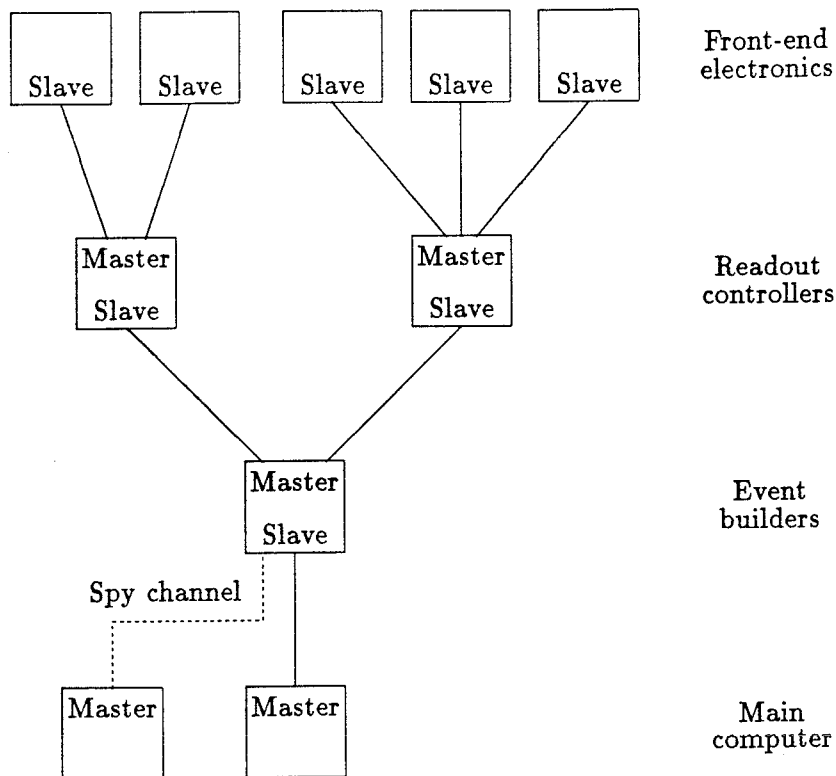 Slave
Slave
Slave
Slave
Slave
Front-end
electronics
Master
Slave
Master
Slave
Readout
controllers
Master
Slave
Event
builders
Spy channel
Master
Master
Main
computer